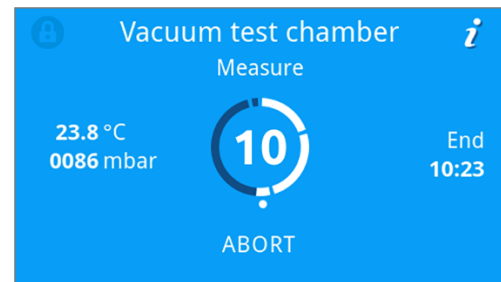 Vacuum test chamber
i
Measure
23.8 °C
0086 mbar
10
End
10:23
ABORT